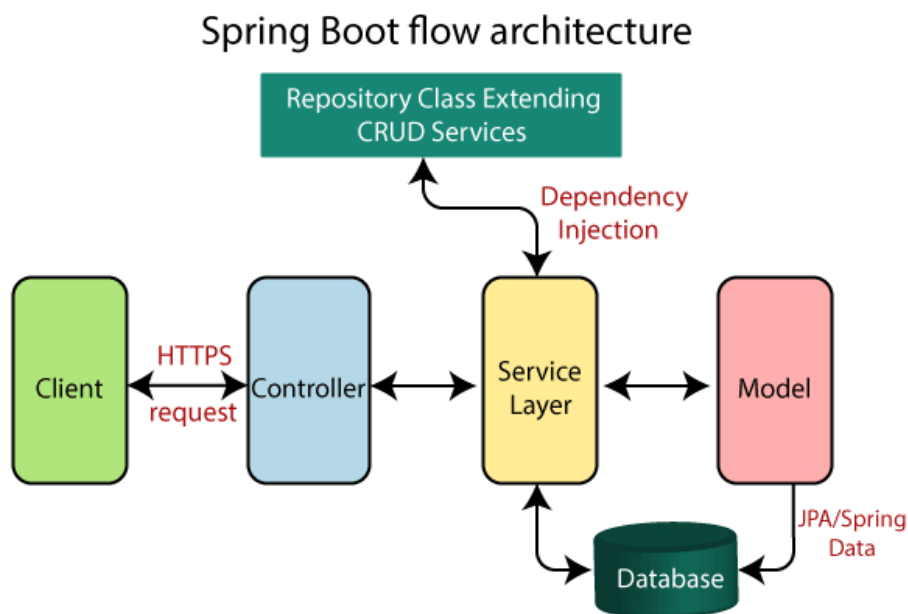 Spring Boot flow architecture
Repository Class Extending
CRUD Services
Dependency
Injection
Client
HTTPS
request
Controller
Service
Layer
Model
JPA/Spring
Data
Database